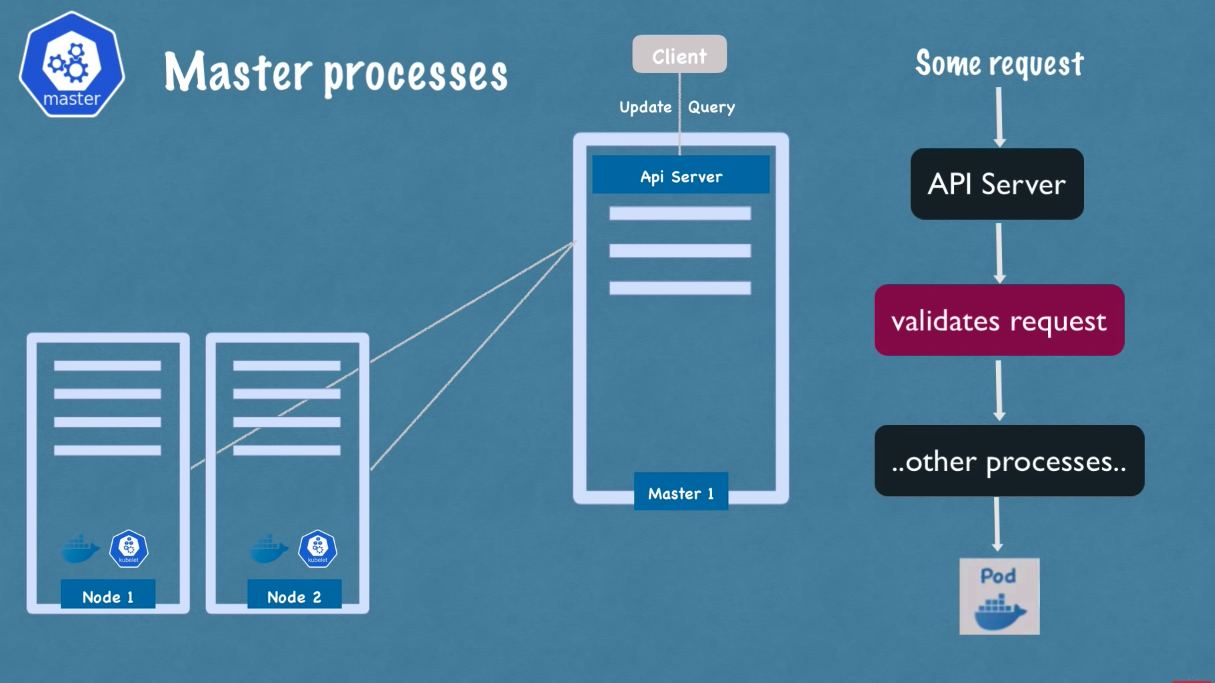 master
Master processes
Client
Update
Query
Api Server
Master 1
kubelet
Node 1
kubelet
Node 2
Some request
API Server
validates request
..other processes..
Pod